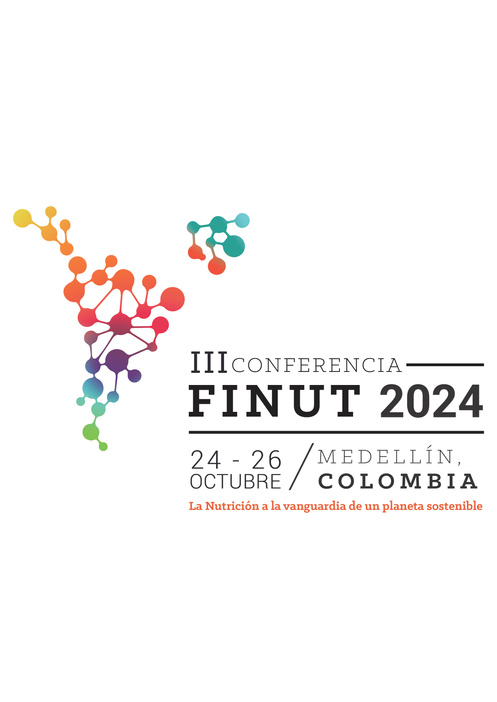 III CONFERENCIA
FINUT 2024
24 - 26
OCTUBRE
MEDELLÍN,
COLOMBIA
La Nutrición a la vanguardia de un planeta sostenible